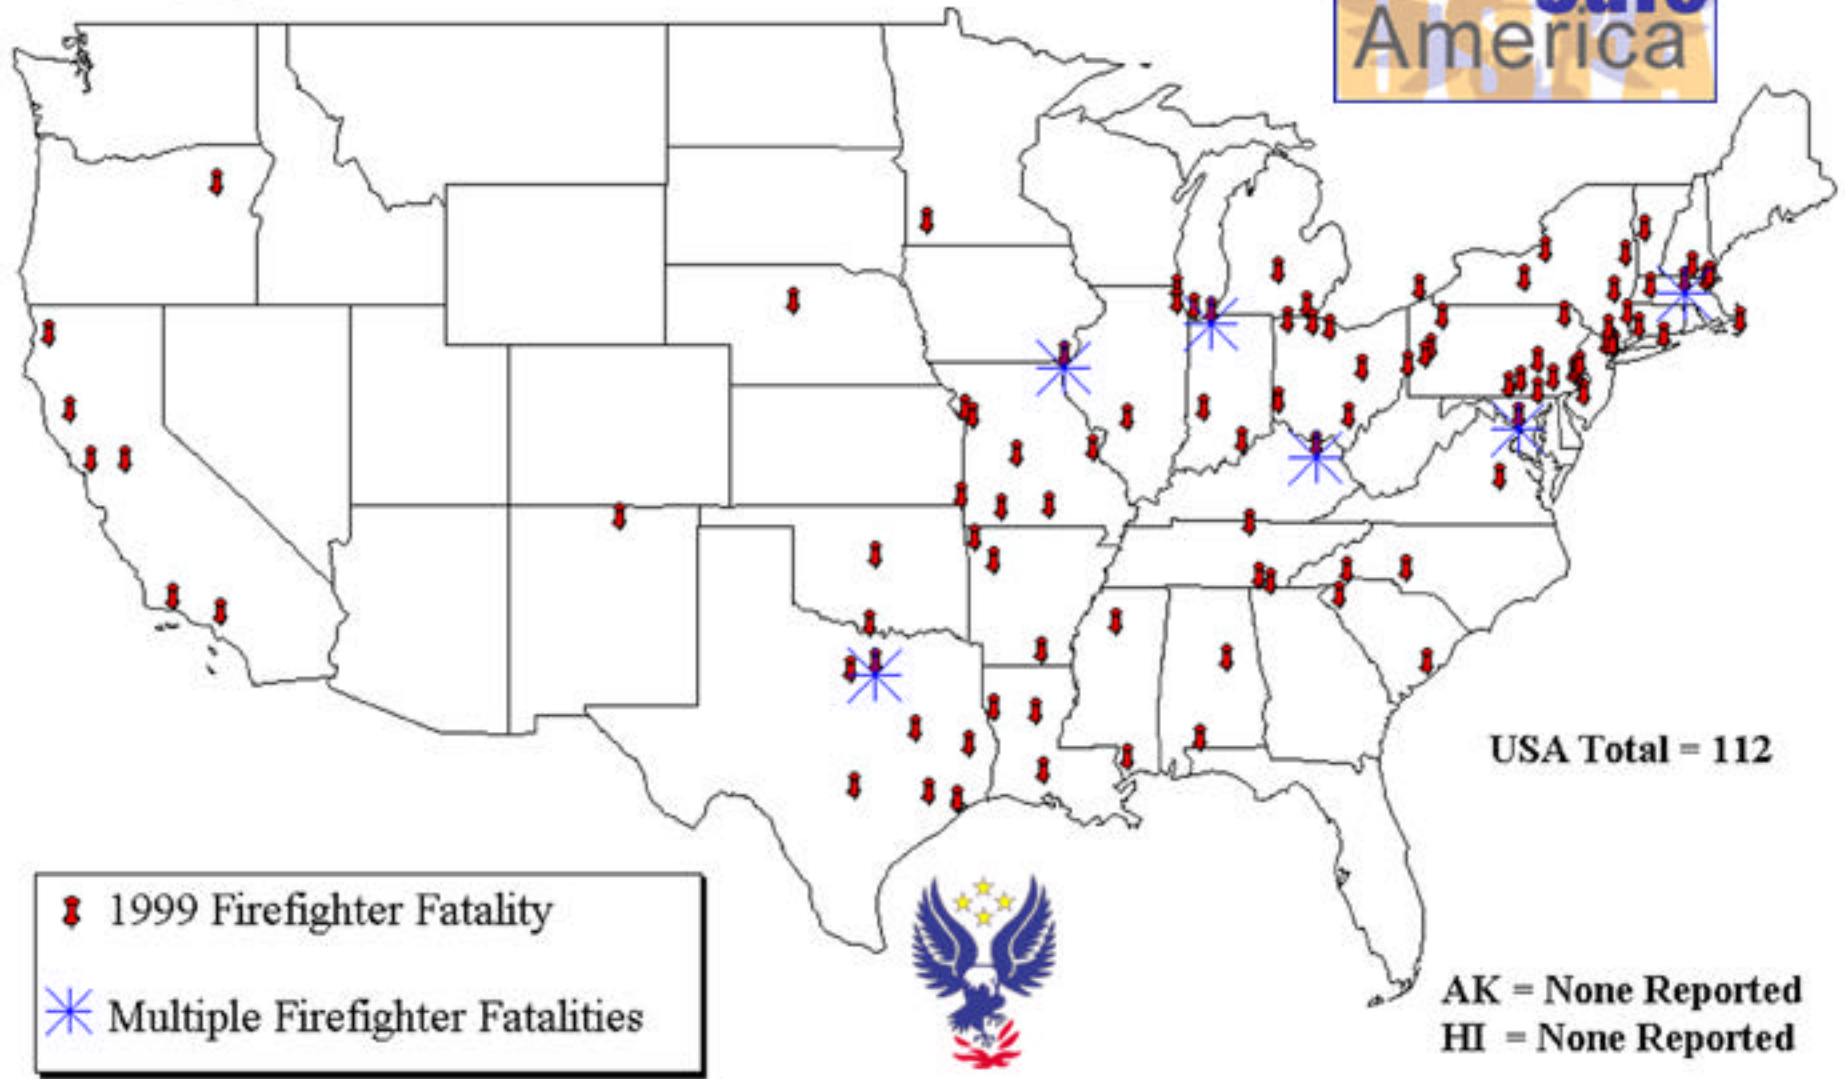 America
USA Total = 112
1999 Firefighter Fatality
Multiple Firefighter Fatalities
AK = None Reported
HI = None Reported